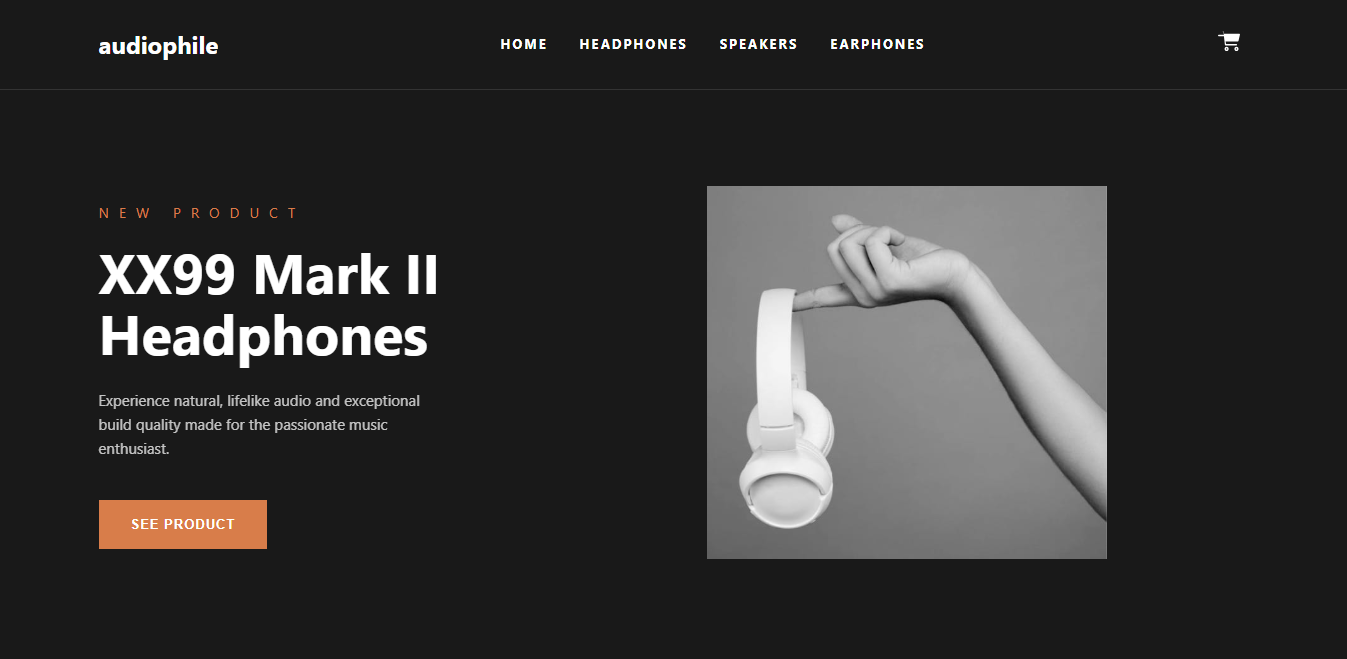 audiophile
HOME HEADPHONES SPEAKERS EARPHONES
NEW PRODUCT
XX99 Mark II
Headphones
Experience natural, lifelike audio and exceptional
build quality made for the passionate music
enthusiast.
SEE PRODUCT